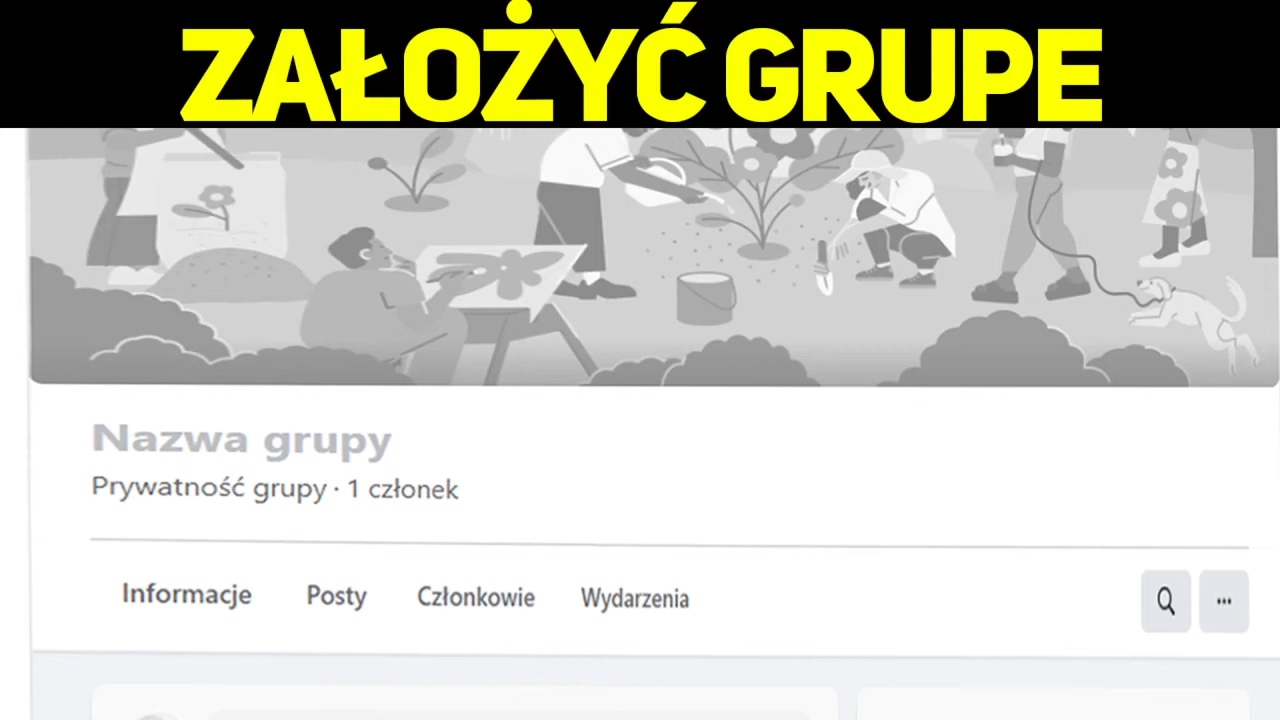 ZAŁOŻYĆ GRUPE
Nazwa grupy
Prywatność grupy · 1 członek
Informacje Posty Członkowie Wydarzenia